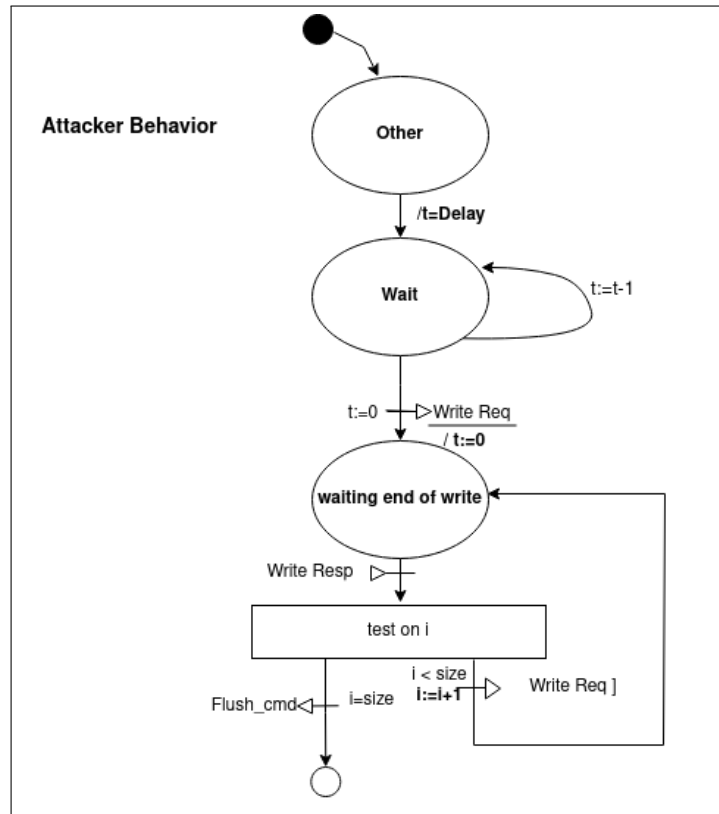 Attacker Behavior
Other
/t=Delay
Wait
t:=t-1
t:=0
Write Req
/ t:=0
waiting end of write
Write Resp
test on i
i < size
i:=i+1
Write Req ]
Flush_cmd
i=size